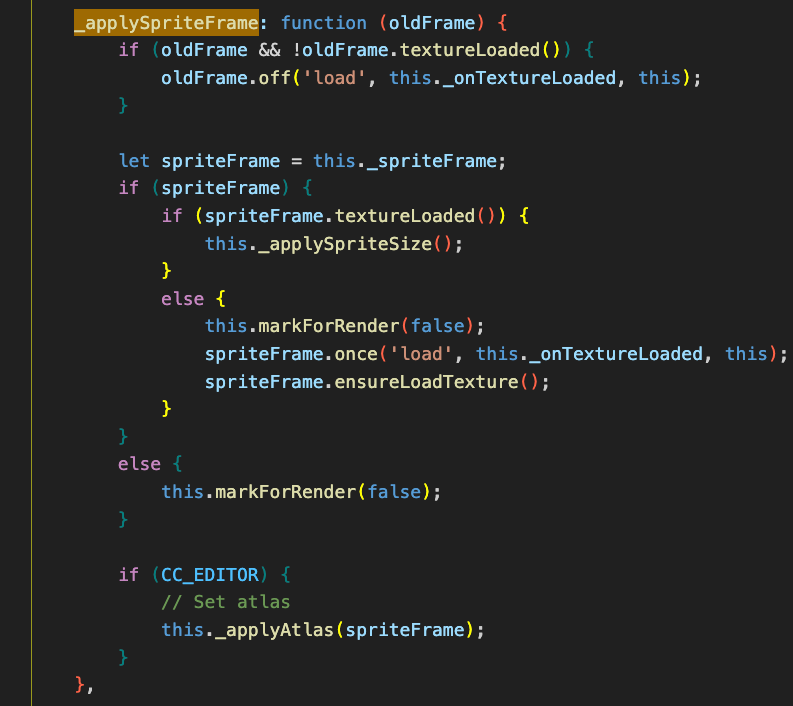 _applySpriteFrame: function (oldFrame) {
    if (oldFrame && !oldFrame.textureLoaded()) {
        oldFrame.off('load', this._onTextureLoaded, this);
    }

    let spriteFrame = this._spriteFrame;
    if (spriteFrame) {
        if (spriteFrame.textureLoaded()) {
            this._applySpriteSize();
        }
        else {
            this.markForRender(false);
            spriteFrame.once('load', this._onTextureLoaded, this);
            spriteFrame.ensureLoadTexture();
        }
    }
    else {
        this.markForRender(false);
    }

    if (CC_EDITOR) {
        // Set atlas
        this._applyAtlas(spriteFrame);
    }
},